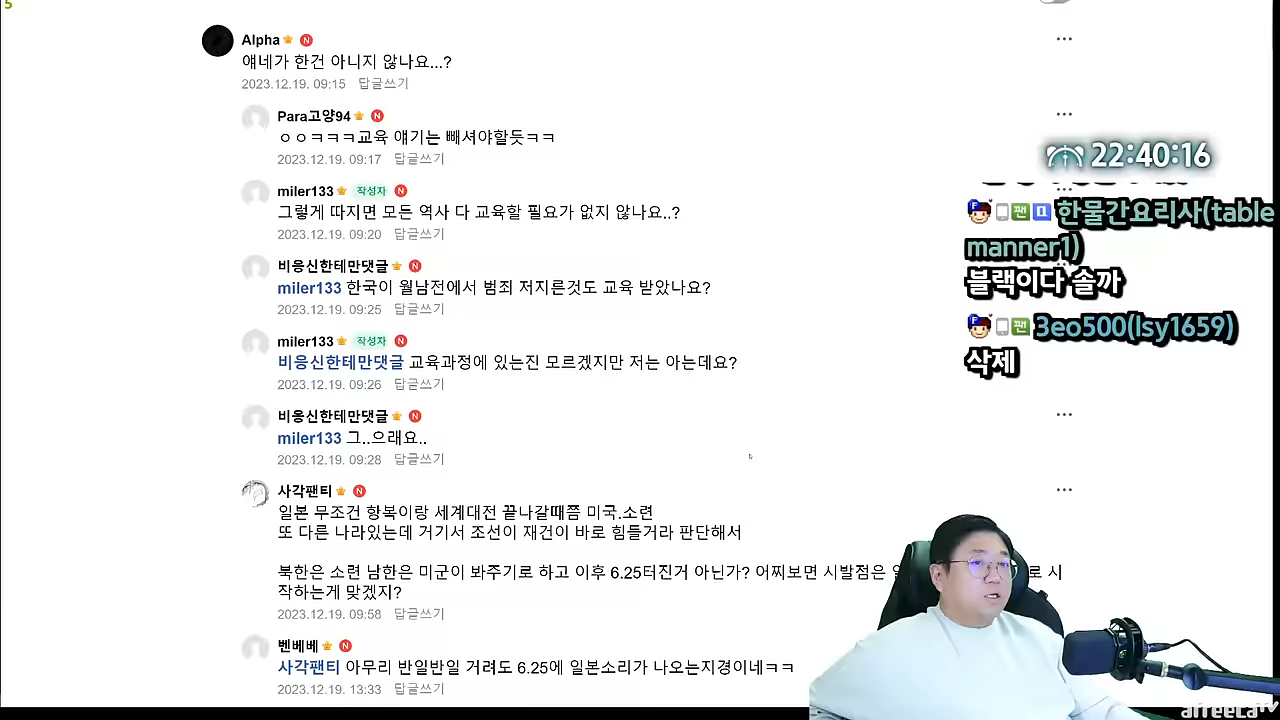 5
Alpha N
얘네가 한건 아니지 않나요...?
2023.12.19. 09:15 답글쓰기
Para고양94 N
ㅇㅇㅋㅋㅋ교육 얘기는 빼셔야할듯ㅋㅋ
2023.12.19. 09:17 답글쓰기
miler133 작성자 N
그렇게 따지면 모든 역사 다 교육할 필요가 없지 않나요..?
2023.12.19. 09:20 답글쓰기
비응신한테만댓글 N
miler133 한국이 월남전에서 범죄 저지른것도 교육 받았나요?
2023.12.19. 09:25 답글쓰기
miler133 작성자 N
비응신한테만댓글 교육과정에 있는진 모르겠지만 저는 아는데요?
2023.12.19. 09:26 답글쓰기
비응신한테만댓글 N
miler133 그..으래요..
2023.12.19. 09:28 답글쓰기
사각팬티 N
일본 무조건 항복이랑 세계대전 끝나갈때쯤 미국.소련
또 다른 나라있는데 거기서 조선이 재건이 바로 힘들거라 판단해서
북한은 소련 남한은 미군이 봐주기로 하고 이후 6.25터진거 아닌가? 어찌보면 시발점은 로 시
작하는게 맞겠지?
2023.12.19. 09:58 답글쓰기
벤베베 N
사각팬티 아무리 반일반일 거려도 6.25에 일본소리가 나오는지경이네ㅋㅋ
2023.12.19. 13:33 답글쓰기
22:40:16
F 팬 Q 한물간요리사(table
manner1)
블랙이다 솔까
F 팬 3eo500(lsy1659)
삭제
afreecaTV